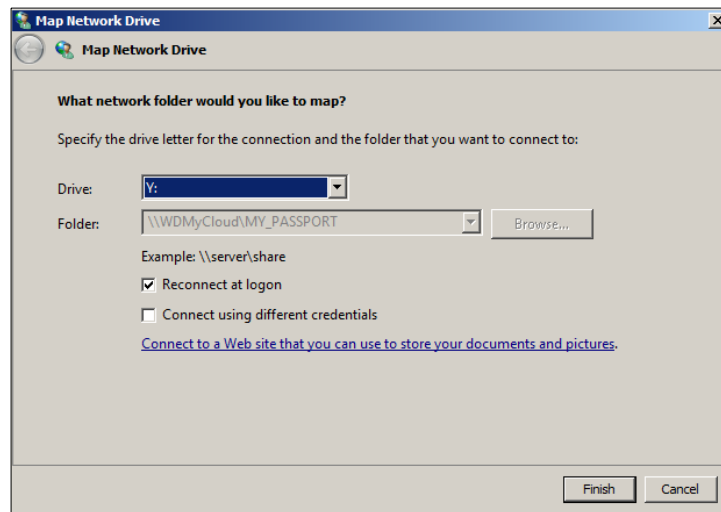 Map Network Drive
Map Network Drive
What network folder would you like to map?
Specify the drive letter for the connection and the folder that you want to connect to:
Drive: Y:
Folder: \\WDMyCloud\MY_PASSPORT Browse...
Example: \\server\share
Reconnect at logon
Connect using different credentials
Connect to a Web site that you can use to store your documents and pictures.
Finish Cancel